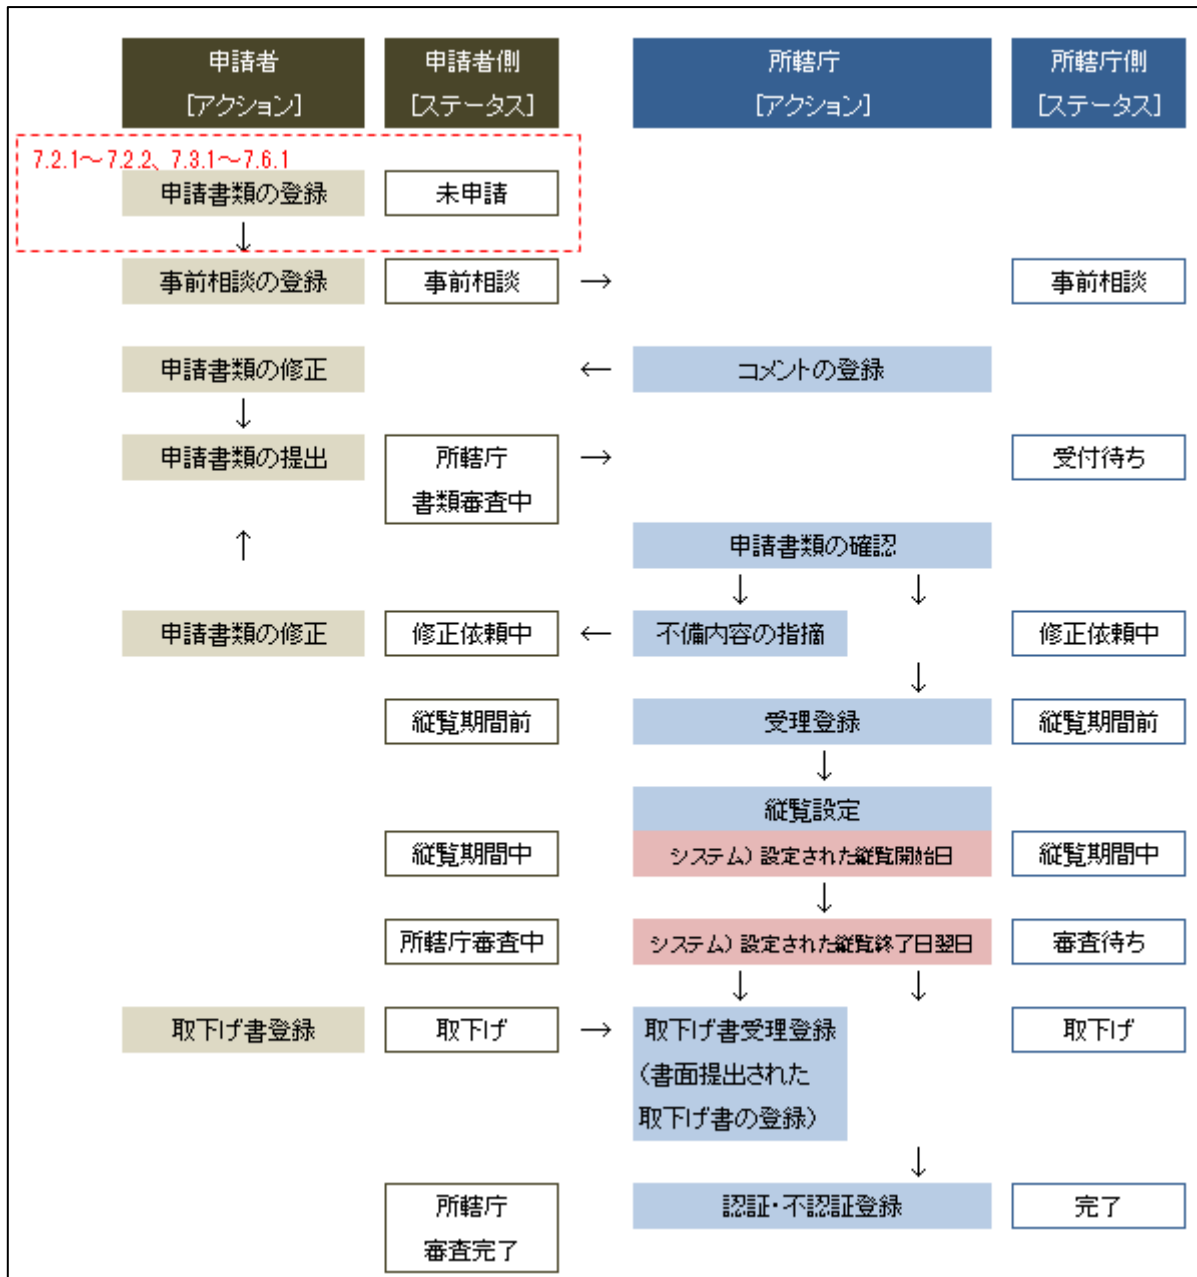 申請者
[アクション]
申請者側
[ステータス]
所轄庁
[アクション]
所轄庁側
[ステータス]
7.2.1～7.2.2、7.3.1～7.6.1
申請書類の登録
未申請
↓
事前相談の登録
事前相談
→
事前相談
申請書類の修正
←
コメントの登録
↓
申請書類の提出
所轄庁
書類審査中
→
受付待ち
↑
申請書類の確認
↓
↓
申請書類の修正
修正依頼中
←
不備内容の指摘
修正依頼中
↓
縦覧期間前
受理登録
縦覧期間前
↓
縦覧設定
縦覧期間中
システム）設定された縦覧開始日
縦覧期間中
↓
所轄庁審査中
システム）設定された縦覧終了日翌日
審査待ち
↓
↓
取下げ書登録
取下げ
→
取下げ書受理登録
（書面提出された
取下げ書の登録）
取下げ
↓
所轄庁
審査完了
認証・不認証登録
完了